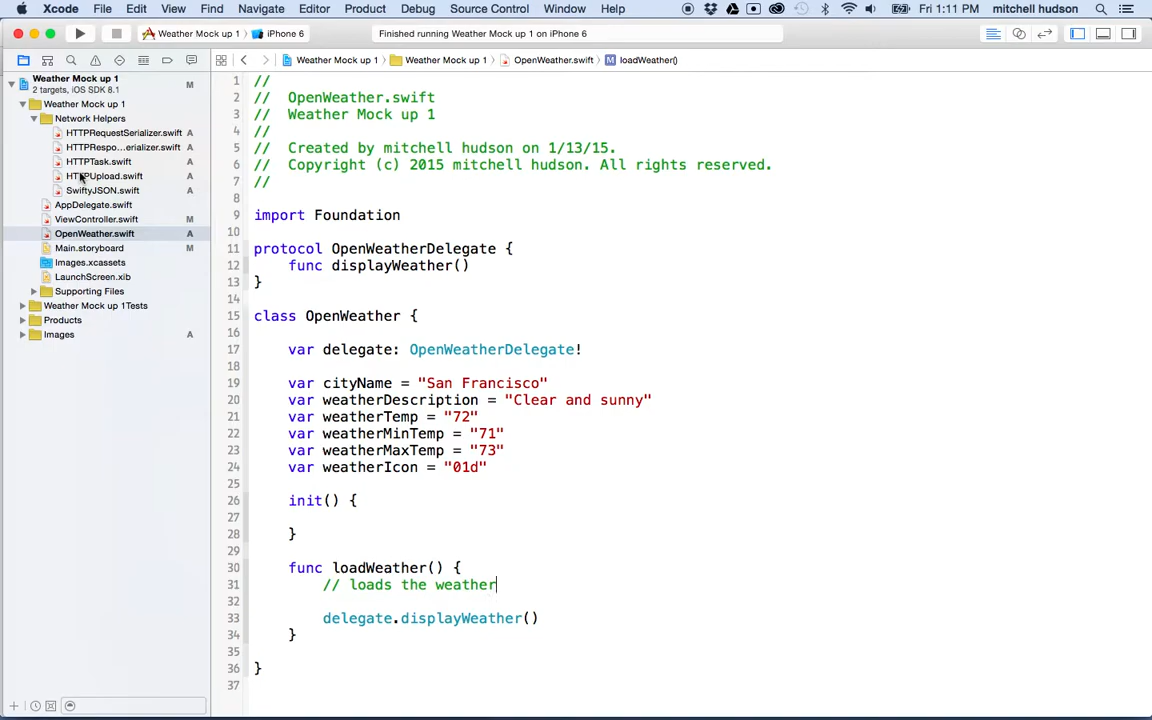 Xcode File Edit View Find Navigate Editor Product Debug Source Control Window Help Fri 1:11 PM mitchell hudson
Weather Mock up 1 iPhone 6 Finished running Weather Mock up 1 on iPhone 6
Weather Mock up 1 Weather Mock up 1 OpenWeather.swift M loadWeather()
Weather Mock up 1 M
2 targets, iOS SDK 8.1
Weather Mock up 1
Network Helpers
HTTPRequestSerializer.swift A
HTTPRespo...erializer.swift A
HTTPTask.swift A
HTTPUpload.swift A
SwiftyJSON.swift A
AppDelegate.swift
ViewController.swift M
OpenWeather.swift A
Main.storyboard M
Images.xcassets
LaunchScreen.xib
Supporting Files
Weather Mock up 1Tests
Products
Images A
1 //
2 // OpenWeather.swift
3 // Weather Mock up 1
4 //
5 // Created by mitchell hudson on 1/13/15.
6 // Copyright (c) 2015 mitchell hudson. All rights reserved.
7 //
8
9 import Foundation
10
11 protocol OpenWeatherDelegate {
12 func displayWeather()
13 }
14
15 class OpenWeather {
16
17 var delegate: OpenWeatherDelegate!
18
19 var cityName = "San Francisco"
20 var weatherDescription = "Clear and sunny"
21 var weatherTemp = "72"
22 var weatherMinTemp = "71"
23 var weatherMaxTemp = "73"
24 var weatherIcon = "01d"
25
26 init() {
27
28 }
29
30 func loadWeather() {
31 // loads the weather
32
33 delegate.displayWeather()
34 }
35
36 }
37